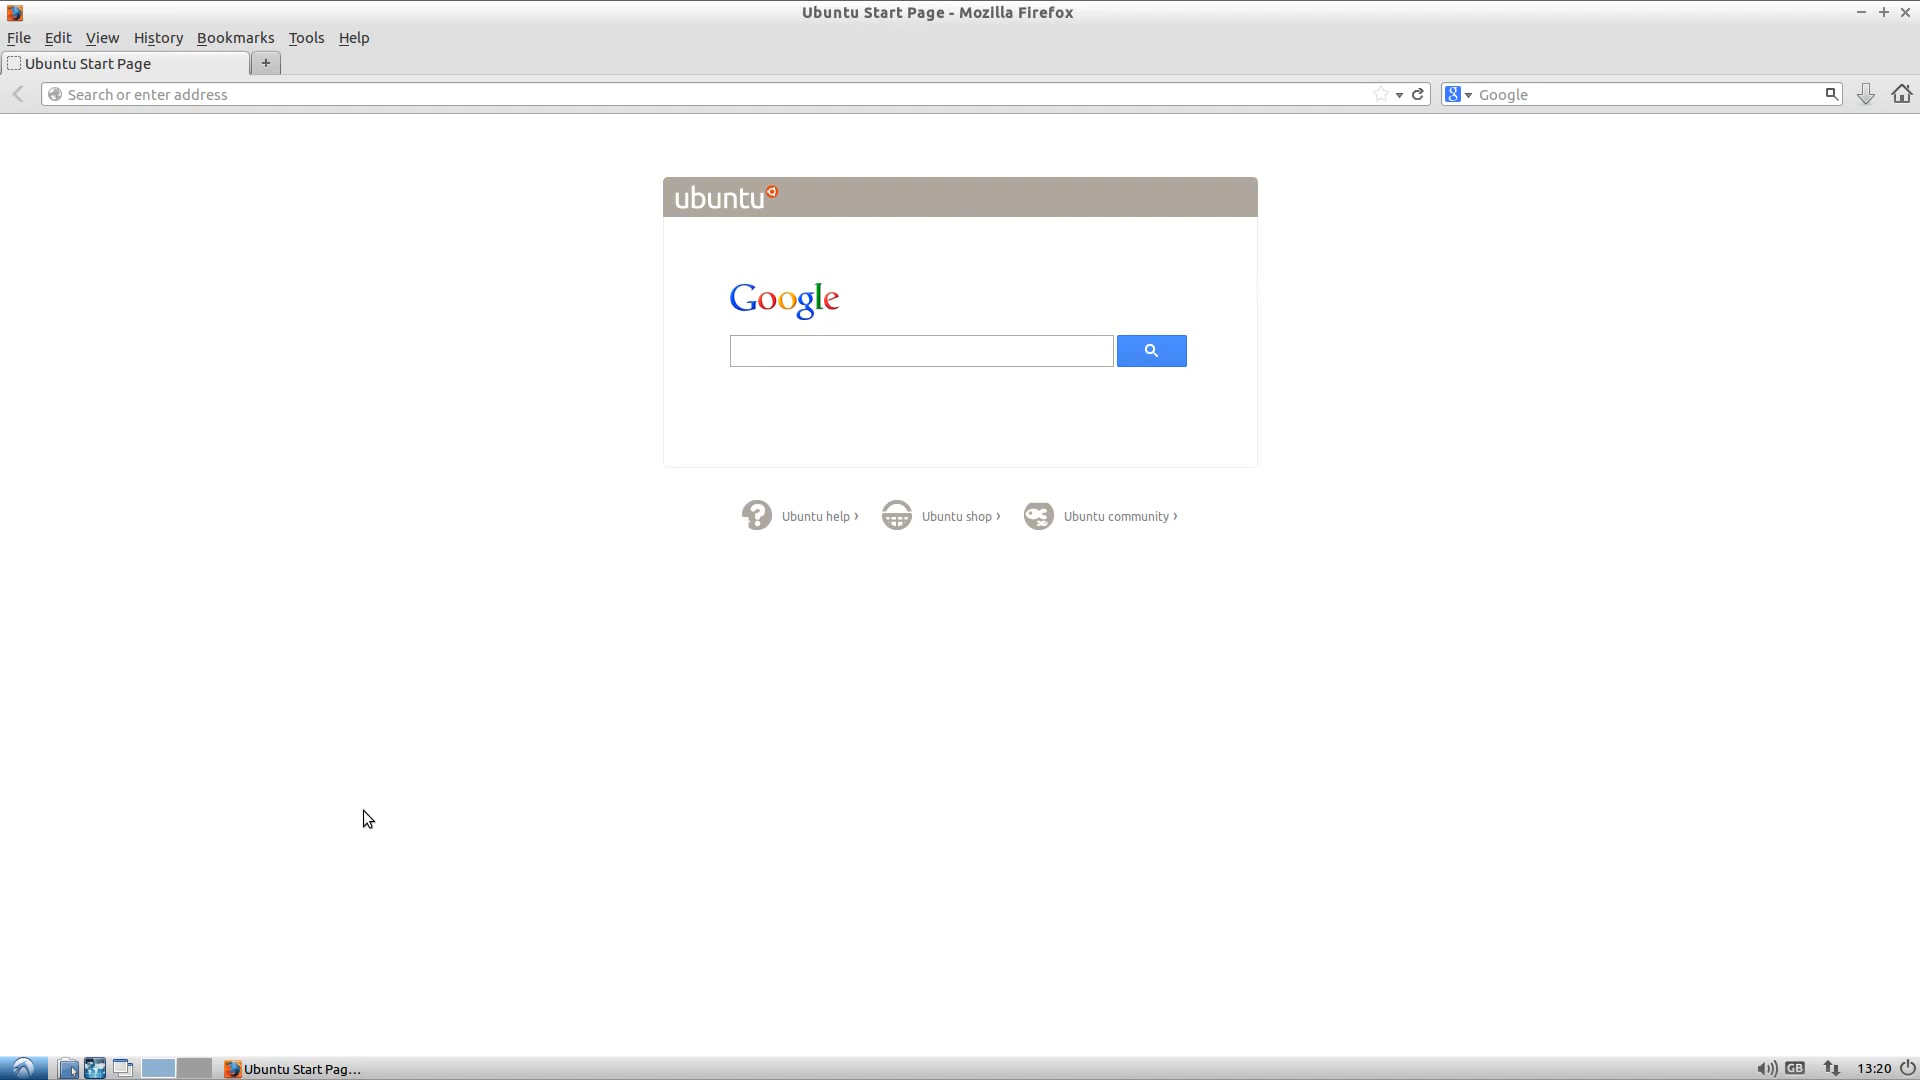 Ubuntu Start Page - Mozilla Firefox
File Edit View History Bookmarks Tools Help
Ubuntu Start Page +
Search or enter address
8 Google
ubuntu
Google
Ubuntu help ›
Ubuntu shop ›
Ubuntu community ›
Ubuntu Start Pag...
GB
13:20